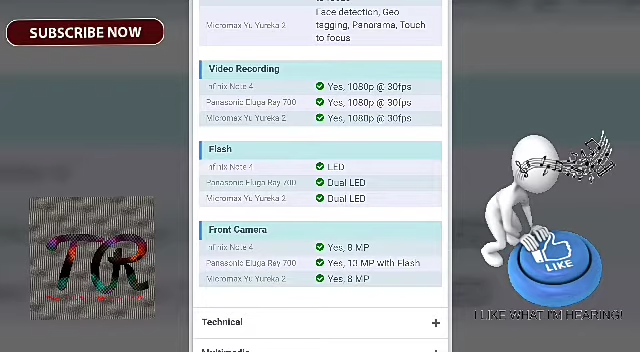 SUBSCRIBE NOW
Face detection, Geo
Micromax Yu Yureka 2 tagging, Panorama, Touch
to focus
Video Recording
Infinix Note 4 Yes, 1080p @ 30fps
Panasonic Eluga Ray 700 Yes, 1080p @ 30fps
Micromax Yu Yureka 2 Yes, 1080p @ 30fps
Flash
Infinix Note 4 LED
Panasonic Eluga Ray 700 Dual LED
Micromax Yu Yureka 2 Dual LED
Front Camera
Infinix Note 4 Yes, 8 MP
Panasonic Eluga Ray 700 Yes, 13 MP with Flash
Micromax Yu Yureka 2 Yes, 8 MP
TR
LIKE
I LIKE WHAT I'M HEARING!
Technical +
Multimedia